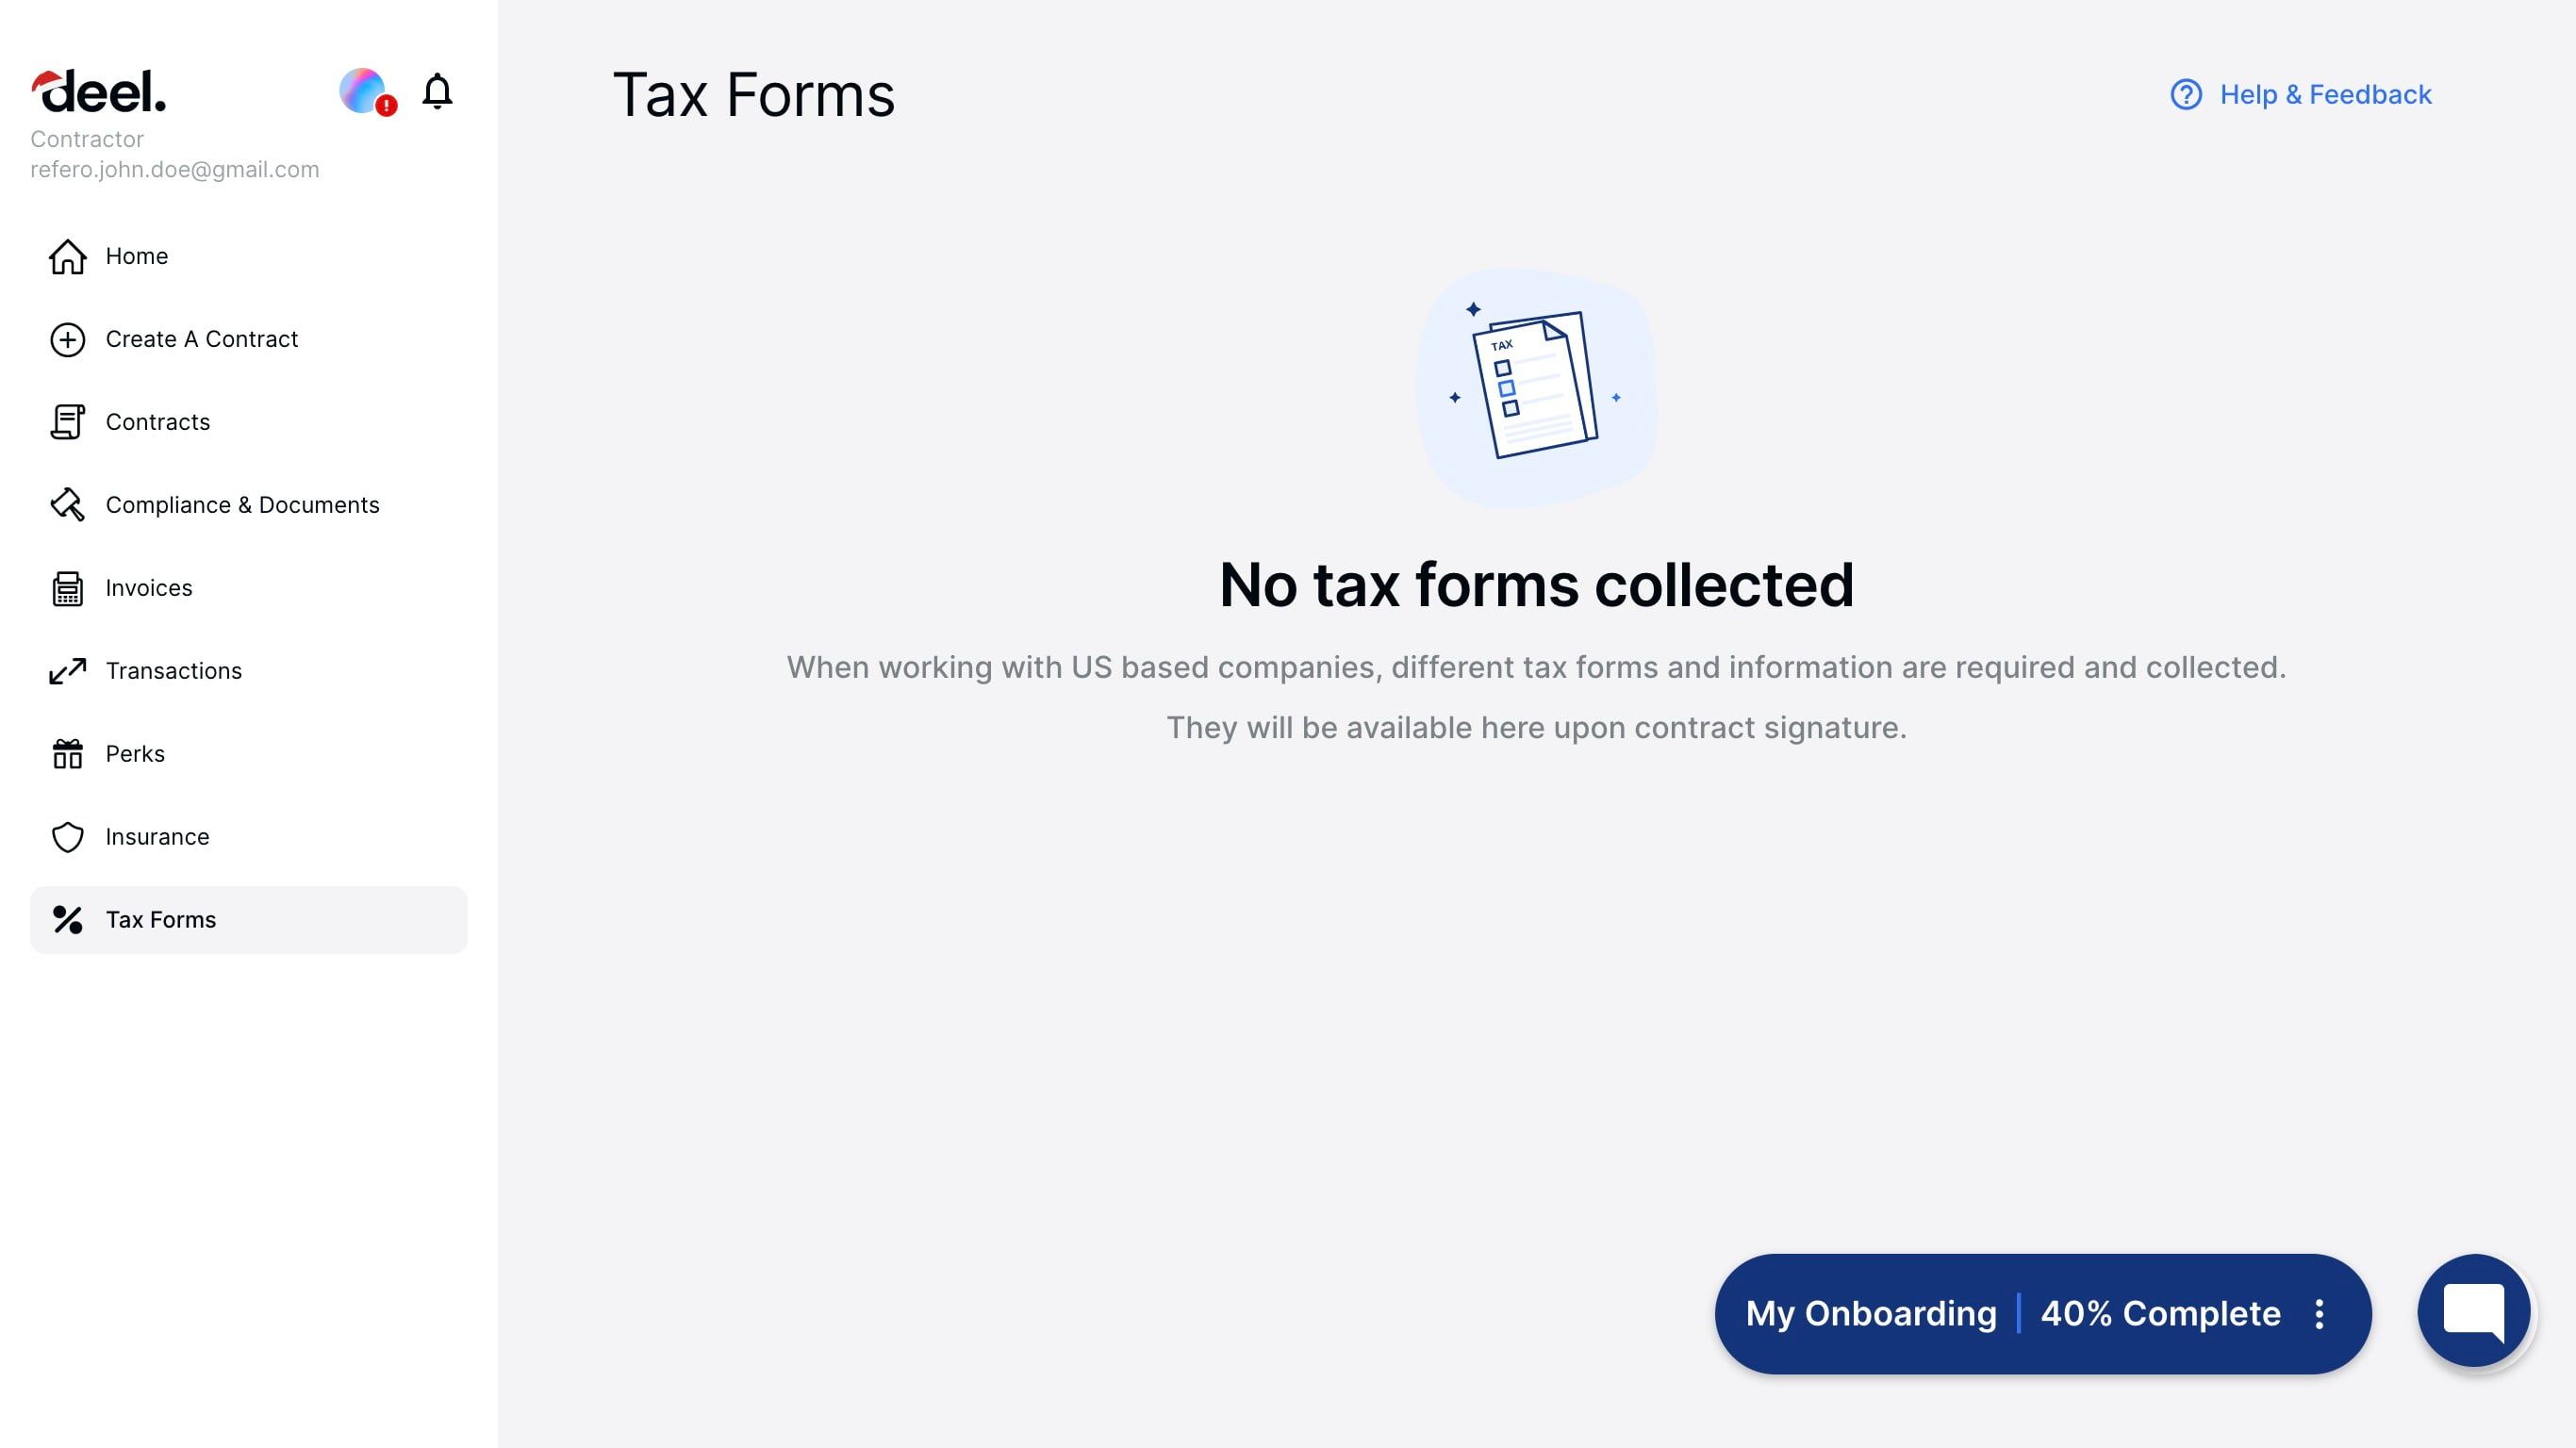 deel.
Contractor
refero.john.doe@gmail.com
Home
Create A Contract
Contracts
Compliance & Documents
Invoices
Transactions
Perks
Insurance
Tax Forms
Tax Forms
Help & Feedback
TAX
No tax forms collected
When working with US based companies, different tax forms and information are required and collected.
They will be available here upon contract signature.
My Onboarding | 40% Complete